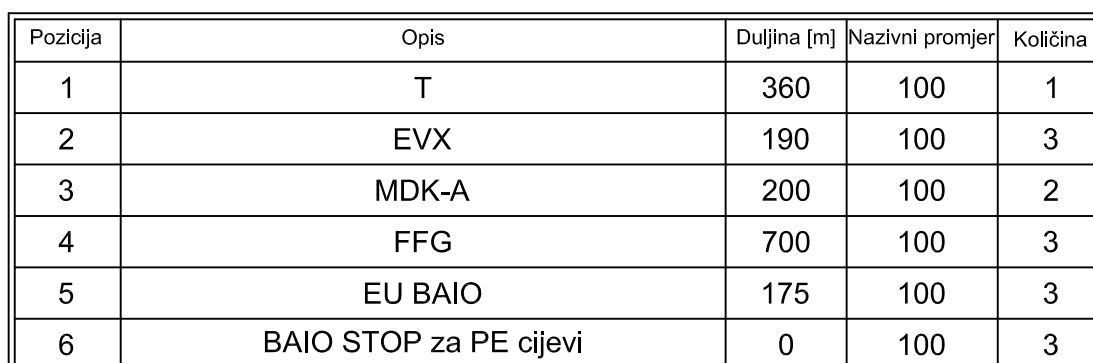 Pozicija Opis Duljina [m] Nazivni promjer Količina
1 T 360 100 1
2 EVX 190 100 3
3 MDK-A 200 100 2
4 FFG 700 100 3
5 EU BAIO 175 100 3
6 BAIO STOP za PE cijevi 0 100 3